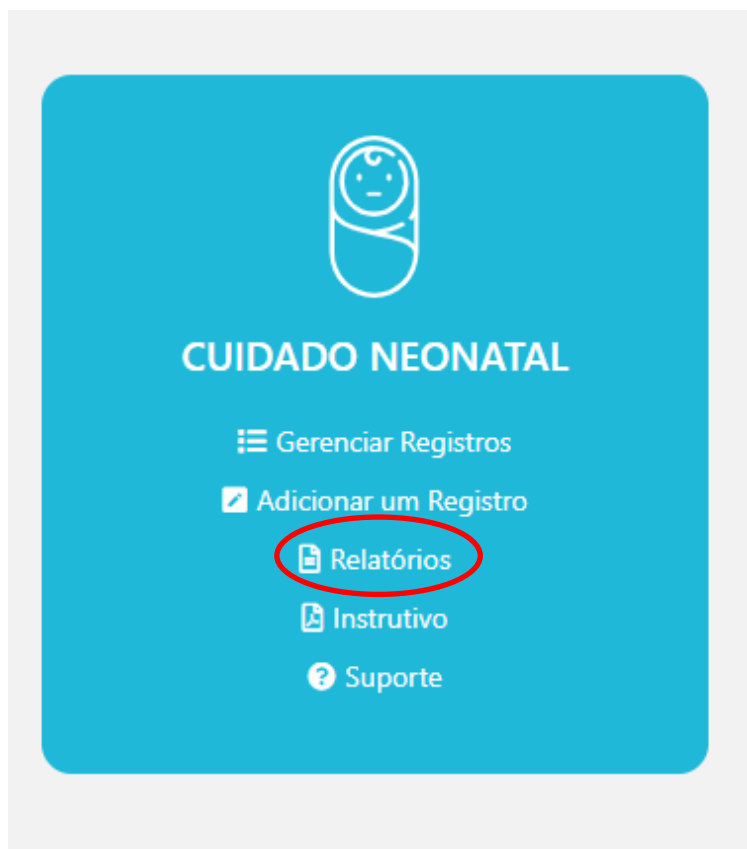 CUIDADO NEONATAL
Gerenciar Registros
Adicionar um Registro
Relatórios
Instrutivo
Suporte